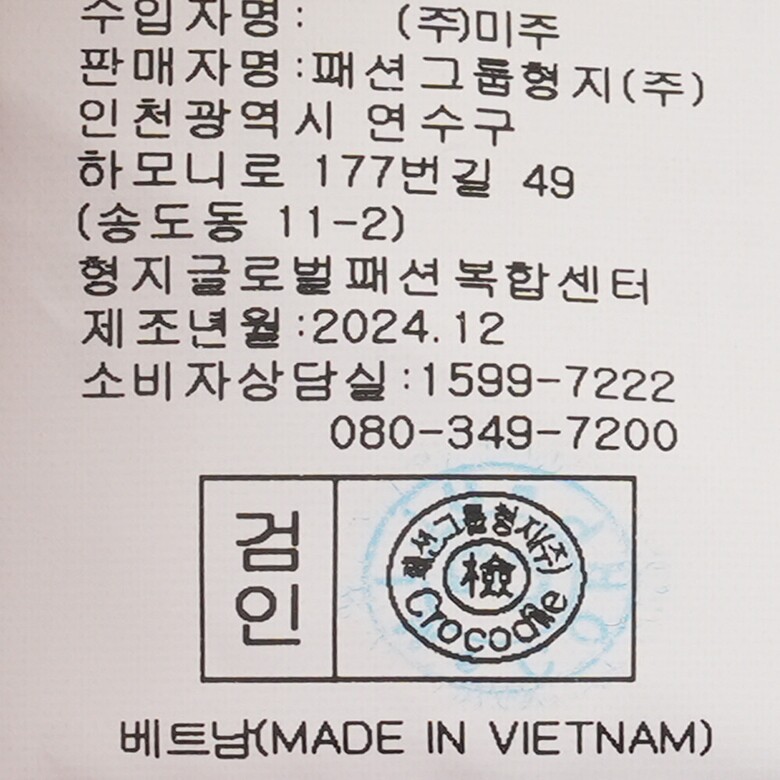 수입자명: (주)미주
판매자명:패션그룹형지(주)
인천광역시 연수구
하모니로 177번길 49
(송도동 11-2)
형지글로벌패션복합센터
제조년월:2024.12
소비자상담실:1599-7222
080-349-7200
검인
패션그룹형지(주)
檢
Crocodile
베트남(MADE IN VIETNAM)